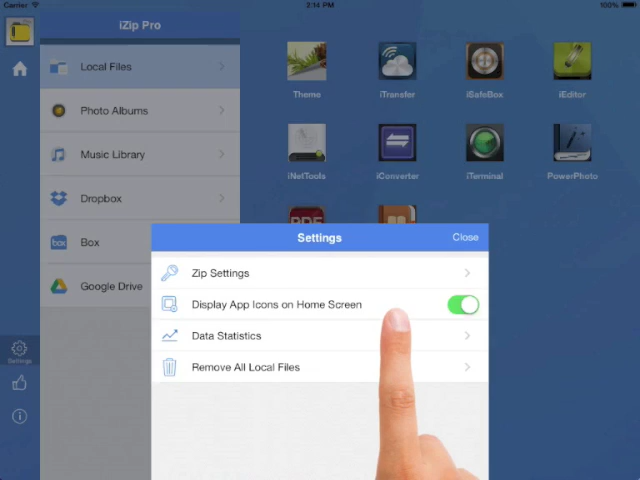 Carrier
2:14 PM
100%
iZip Pro
Local Files
Photo Albums
Music Library
Dropbox
box
Box
Google Drive
Settings
Theme
iTransfer
iSafeBox
iEditor
iNetTools
iConverter
iTerminal
PowerPhoto
PDF
Settings
Close
Zip Settings
Display App Icons on Home Screen
Data Statistics
Remove All Local Files